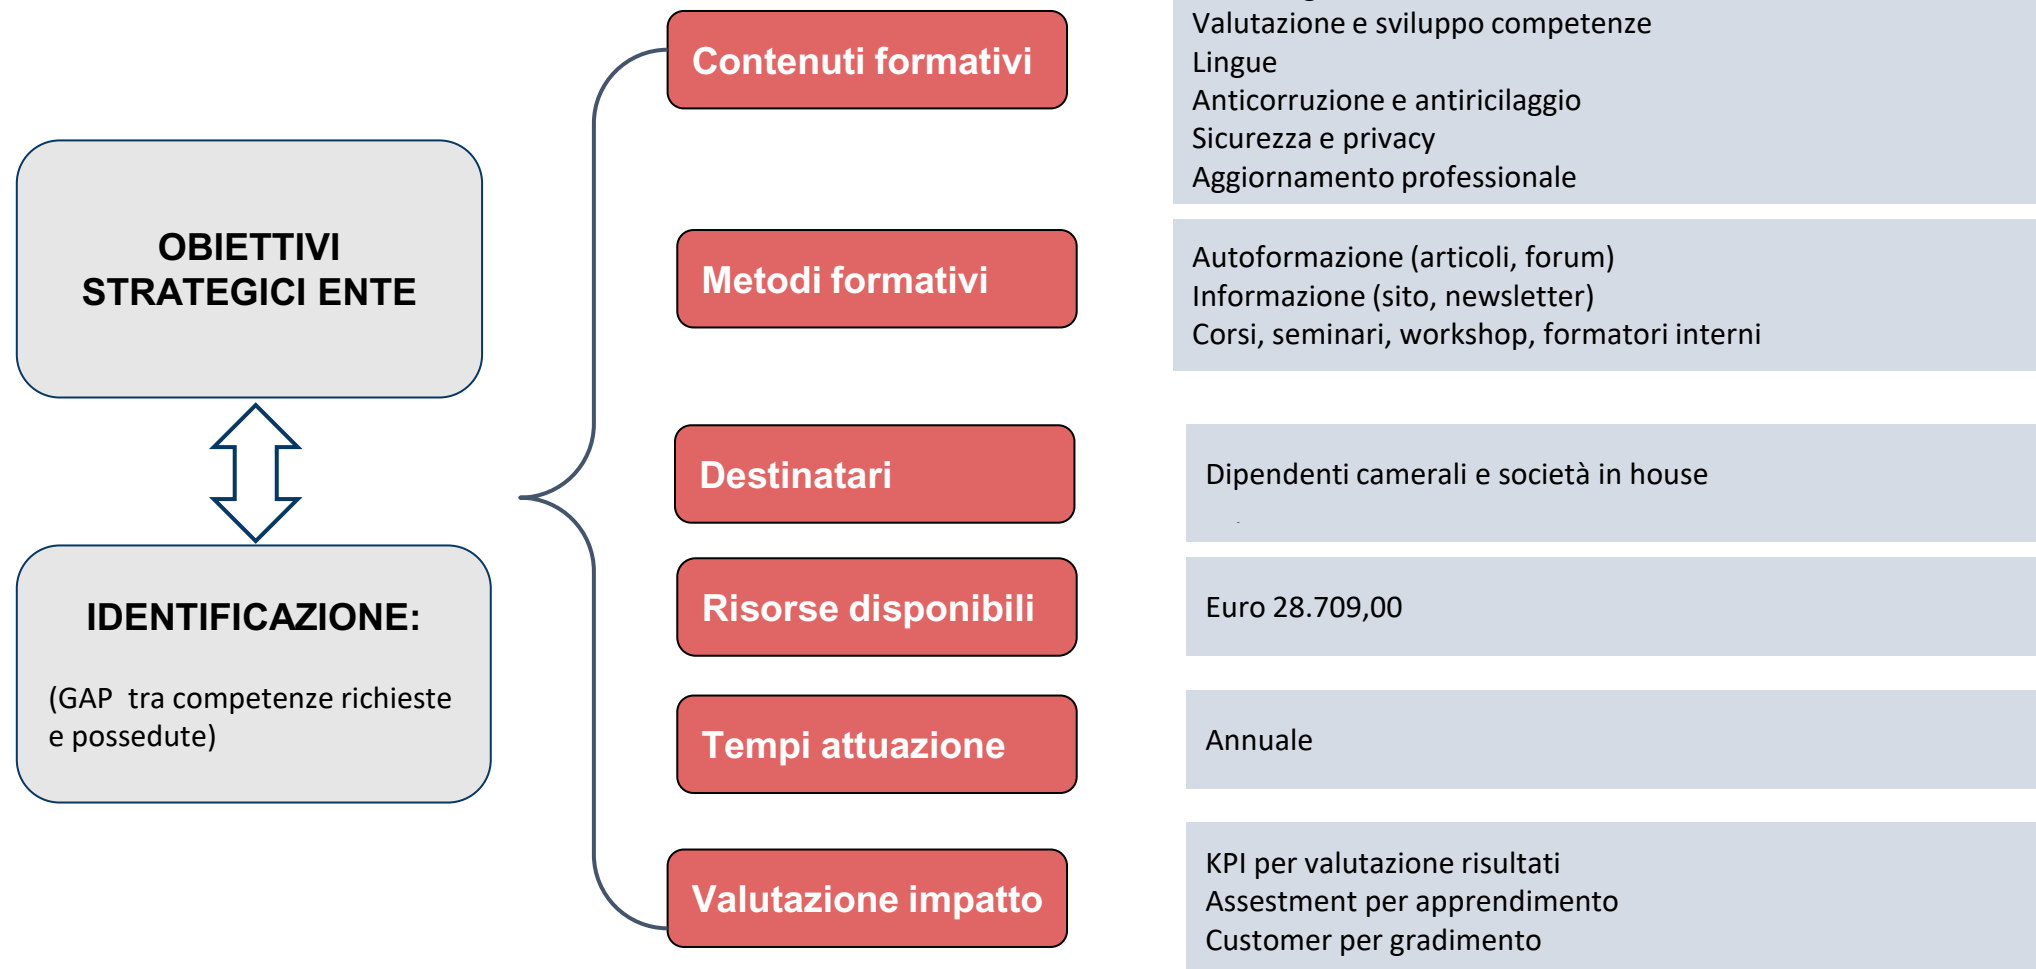 Contenuti formativi
Valutazione e sviluppo competenze
Lingue
Anticorruzione e antiricilaggio
Sicurezza e privacy
Aggiornamento professionale
OBIETTIVI
STRATEGICI ENTE
Metodi formativi
Autoformazione (articoli, forum)
Informazione (sito, newsletter)
Corsi, seminari, workshop, formatori interni
Destinatari
Dipendenti camerali e società in house
IDENTIFICAZIONE:
(GAP tra competenze richieste
e possedute)
Risorse disponibili
Euro 28.709,00
Tempi attuazione
Annuale
Valutazione impatto
KPI per valutazione risultati
Assestment per apprendimento
Customer per gradimento